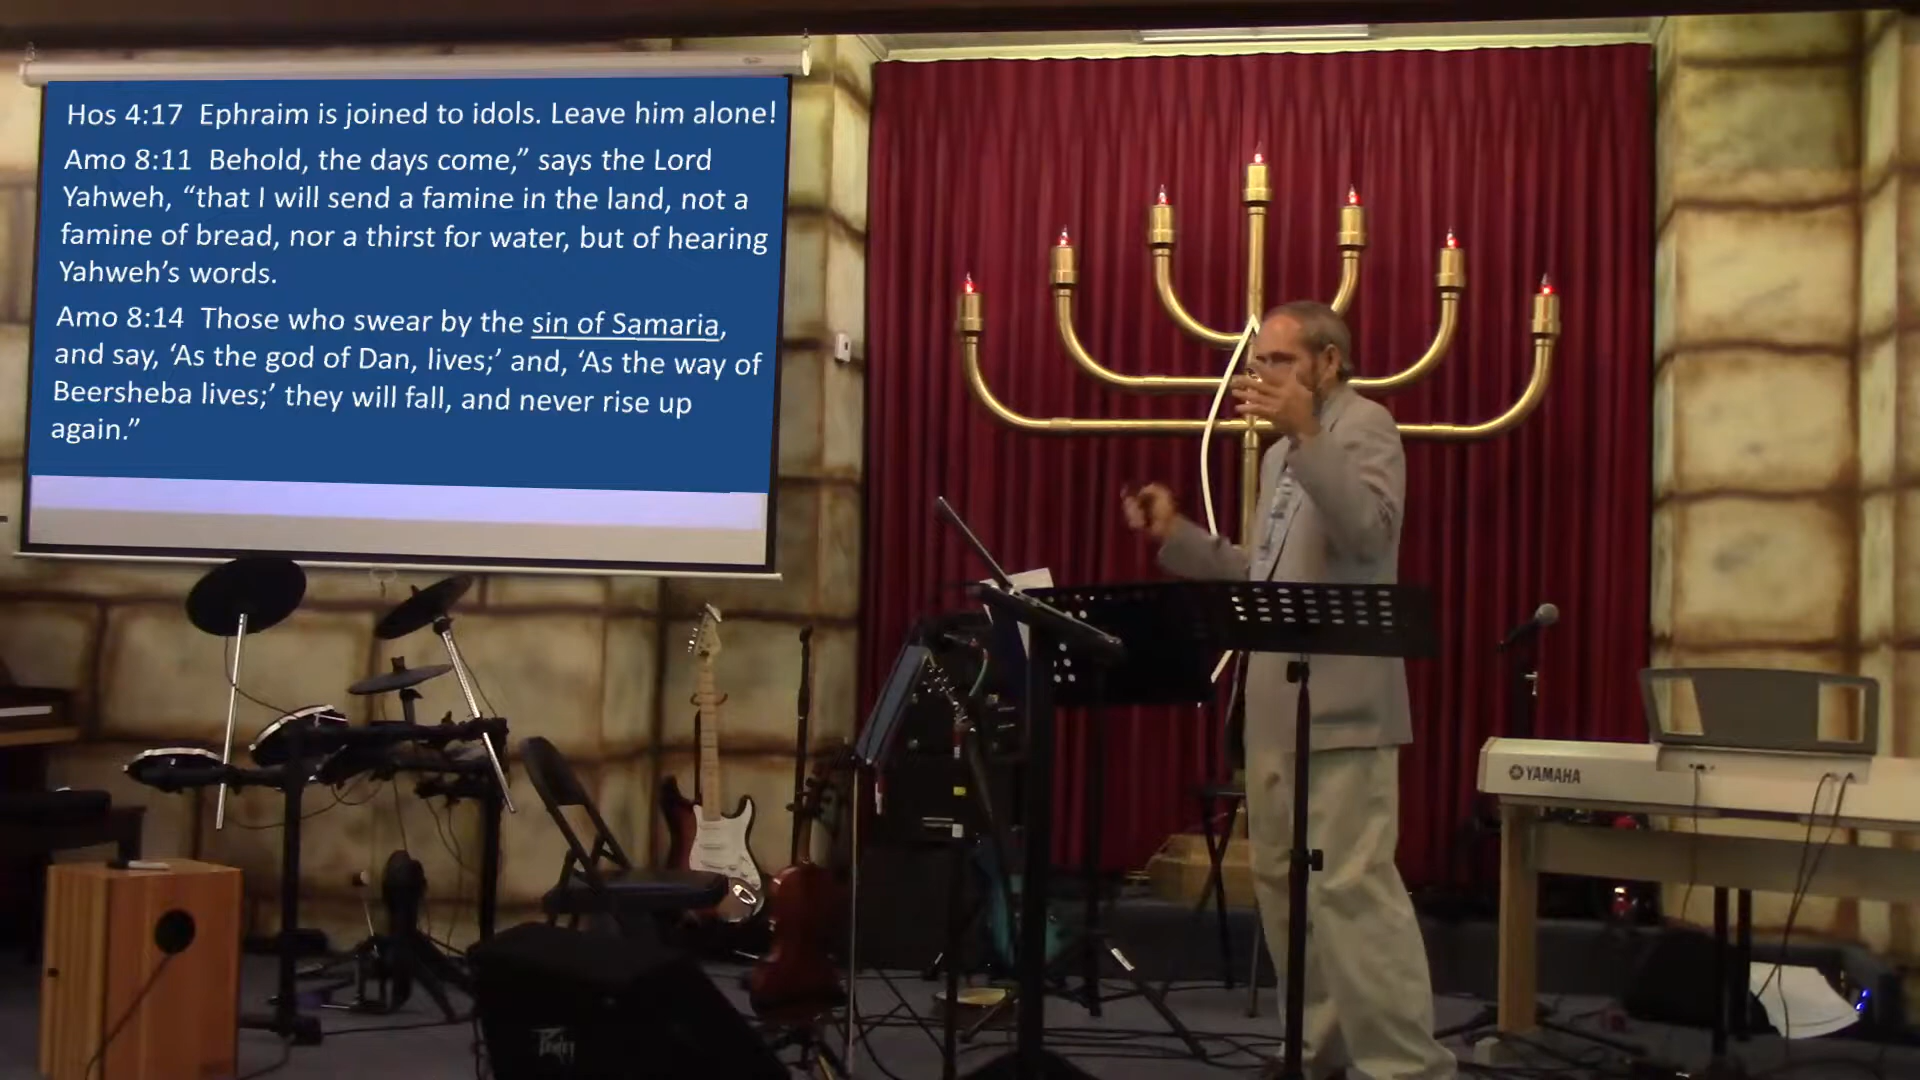 Hos 4:17 Ephraim is joined to idols. Leave him alone!
Amo 8:11 Behold, the days come,” says the Lord
Yahweh, “that I will send a famine in the land, not a
famine of bread, nor a thirst for water, but of hearing
Yahweh’s words.
Amo 8:14 Those who swear by the sin of Samaria,
and say, ‘As the god of Dan, lives;’ and, ‘As the way of
Beersheba lives;’ they will fall, and never rise up
again.”
YAMAHA
Peavey